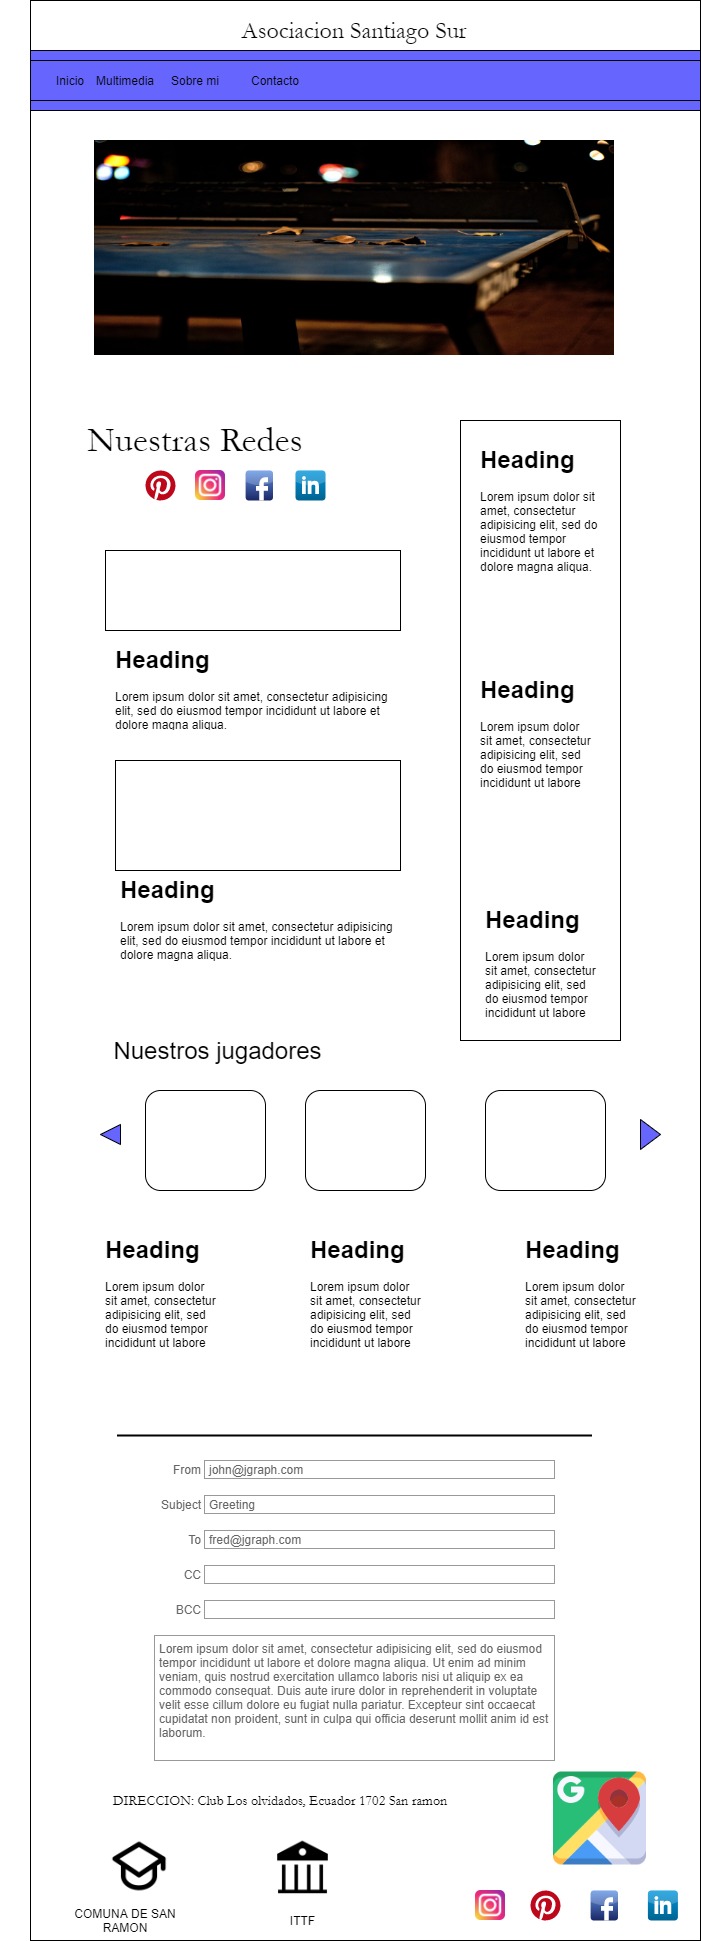 Asociacion Santiago Sur
Inicio Multimedia Sobre mi Contacto
Nuestras Redes
Heading
Lorem ipsum dolor sit amet, consectetur adipisicing
elit, sed do eiusmod tempor incididunt ut labore et
dolore magna aliqua.
Heading
Lorem ipsum dolor sit amet, consectetur adipisicing
elit, sed do eiusmod tempor incididunt ut labore et
dolore magna aliqua.
Heading
Lorem ipsum dolor sit
amet, consectetur
adipisicing elit, sed do
eiusmod tempor
incididunt ut labore et
dolore magna aliqua.
Heading
Lorem ipsum dolor
sit amet, consectetur
adipisicing elit, sed
do eiusmod tempor
incididunt ut labore
Heading
Lorem ipsum dolor
sit amet, consectetur
adipisicing elit, sed
do eiusmod tempor
incididunt ut labore
Nuestros jugadores
Heading
Lorem ipsum dolor
sit amet, consectetur
adipisicing elit, sed
do eiusmod tempor
incididunt ut labore
Heading
Lorem ipsum dolor
sit amet, consectetur
adipisicing elit, sed
do eiusmod tempor
incididunt ut labore
Heading
Lorem ipsum dolor
sit amet, consectetur
adipisicing elit, sed
do eiusmod tempor
incididunt ut labore
From john@jgraph.com
Subject Greeting
To fred@jgraph.com
CC
BCC
Lorem ipsum dolor sit amet, consectetur adipisicing elit, sed do eiusmod
tempor incididunt ut labore et dolore magna aliqua. Ut enim ad minim
veniam, quis nostrud exercitation ullamco laboris nisi ut aliquip ex ea
commodo consequat. Duis aute irure dolor in reprehenderit in voluptate
velit esse cillum dolore eu fugiat nulla pariatur. Excepteur sint occaecat
cupidatat non proident, sunt in culpa qui officia deserunt mollit anim id est
laborum.
DIRECCION: Club Los olvidados, Ecuador 1702 San ramon
COMUNA DE SAN
RAMON
ITTF